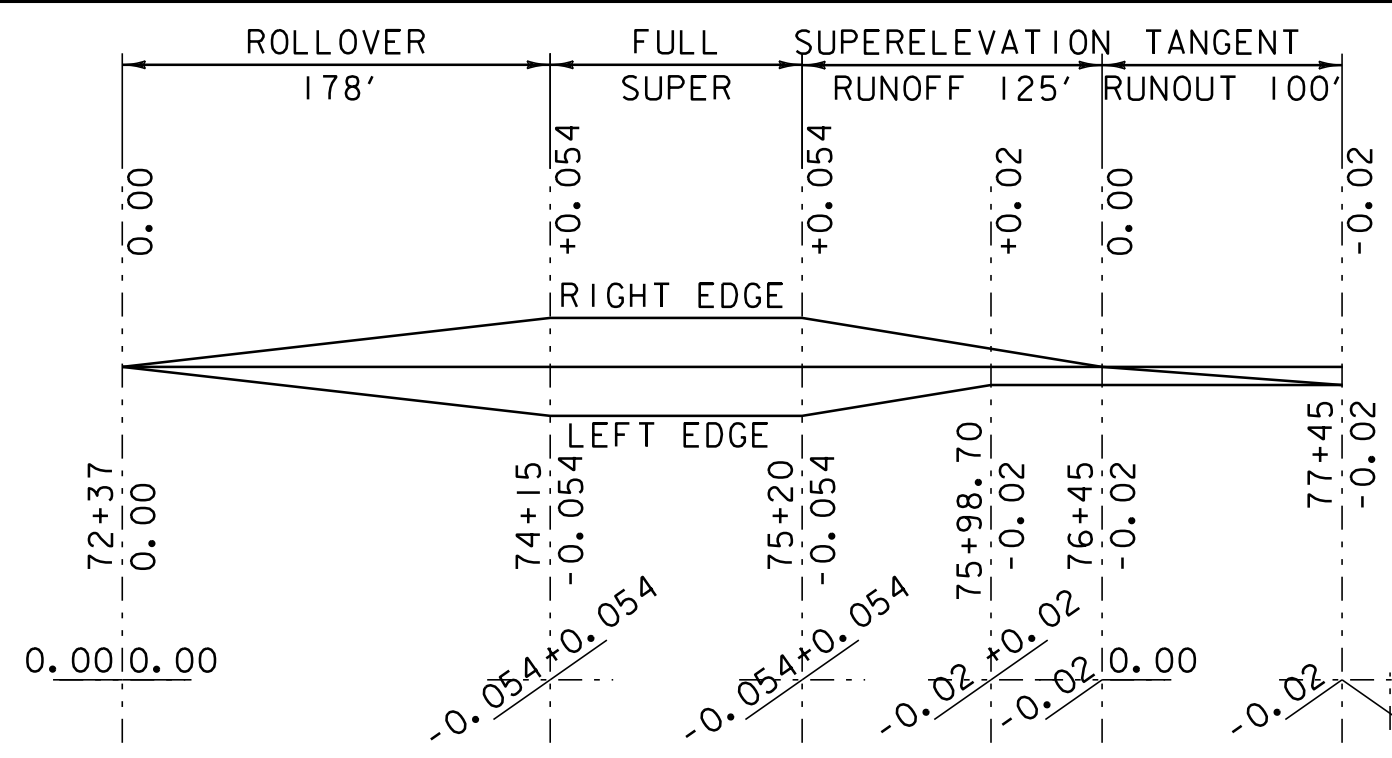 ROLLOVER FULL SUPERELEVATION TANGENT
178' SUPER RUNOFF 125' RUNOUT 100'
0.00 +0.054 +0.054 +0.02 0.00 -0.02
RIGHT EDGE
LEFT EDGE
72+37 0.00 74+15 -0.054 75+20 -0.054 75+98.70 -0.02 76+45 -0.02 77+45 -0.02
0.00 0.00 -0.054 +0.054 -0.054 +0.054 -0.02 +0.02 -0.02 0.00 -0.02